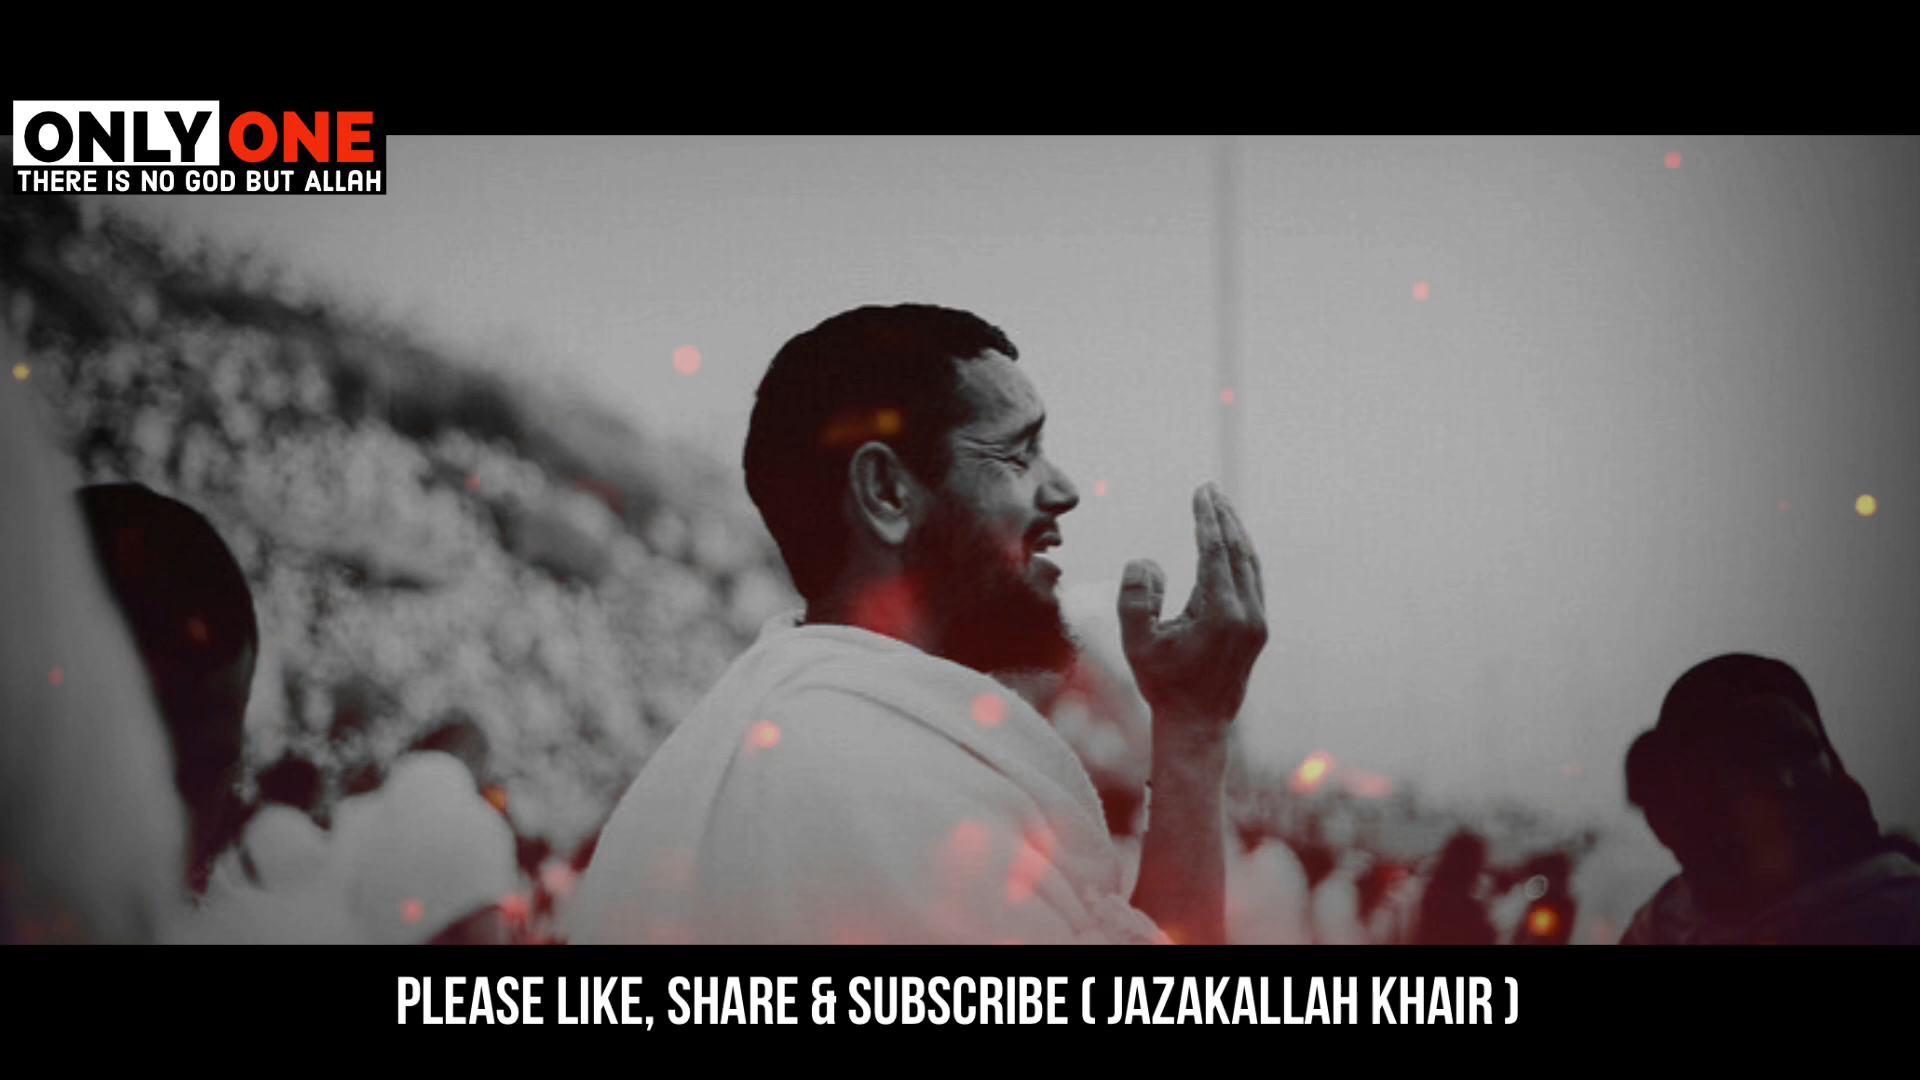 ONLY ONE
THERE IS NO GOD BUT ALLAH
PLEASE LIKE, SHARE & SUBSCRIBE ( JAZAKALLAH KHAIR )